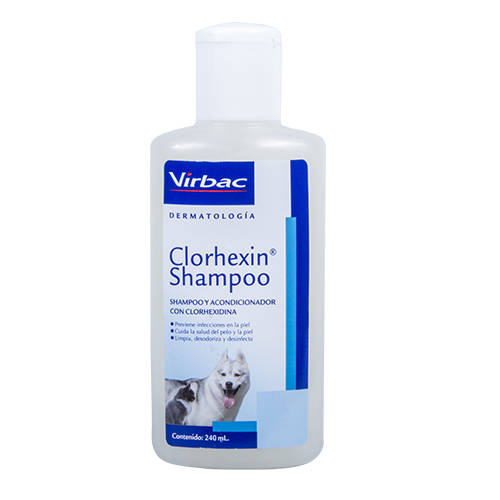 Virbac
DERMATOLOGÍA
Clorhexin®
Shampoo
SHAMPOO Y ACONDICIONADOR
CON CLORHEXIDINA
• Previene infecciones en la piel
• Cuida la salud del pelo y la piel
• Limpia, desodoriza y desinfecta
Contenido: 240 mL.